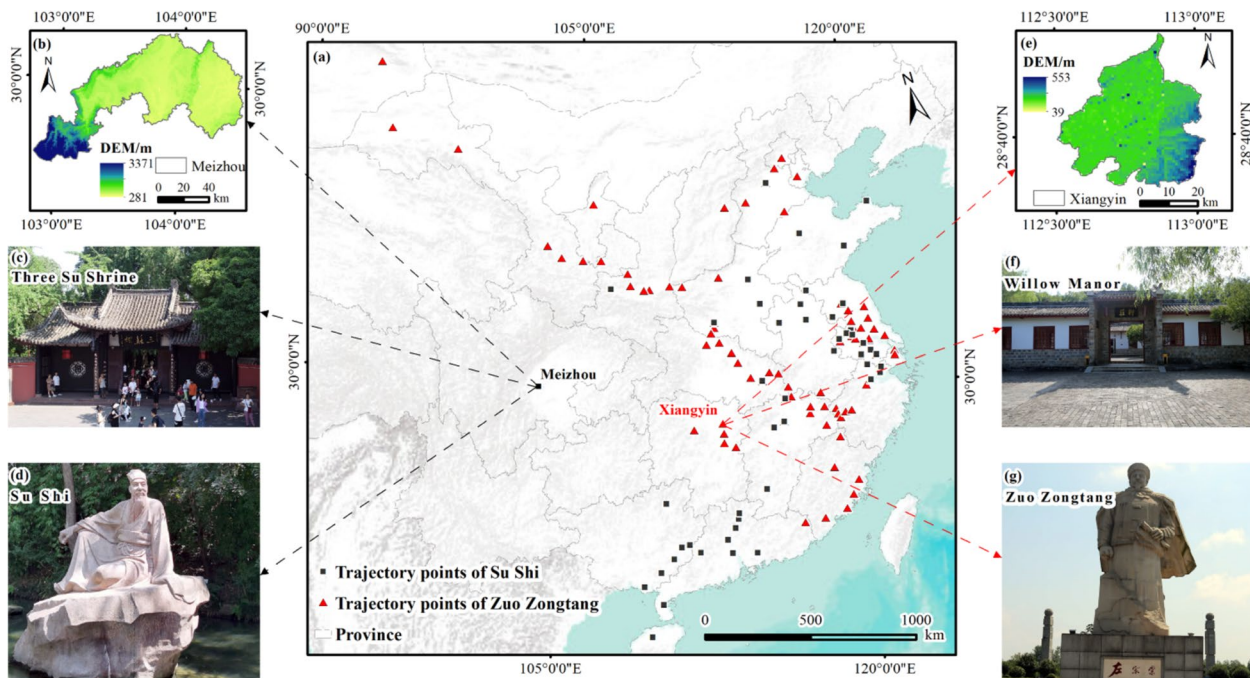 103°0'0"E
104°0'0"E
(b)
N
30°0'0"N
30°0'0"N
DEM/m
3371
281
Meizhou
0 20 40
km
103°0'0"E
104°0'0"E
(c)
Three Su Shrine
(d)
Su Shi
90°0'0"E
105°0'0"E
120°0'0"E
(a)
N
30°0'0"N
30°0'0"N
Meizhou
Xiangyin
Trajectory points of Su Shi
Trajectory points of Zuo Zongtang
Province
0
500
1000
km
105°0'0"E
120°0'0"E
112°30'0"E
113°0'0"E
(e)
N
DEM/m
553
39
28°40'0"N
28°40'0"N
Xiangyin
0 10 20
km
112°30'0"E
113°0'0"E
(f)
Willow Manor
(g)
Zuo Zongtang
左宗棠